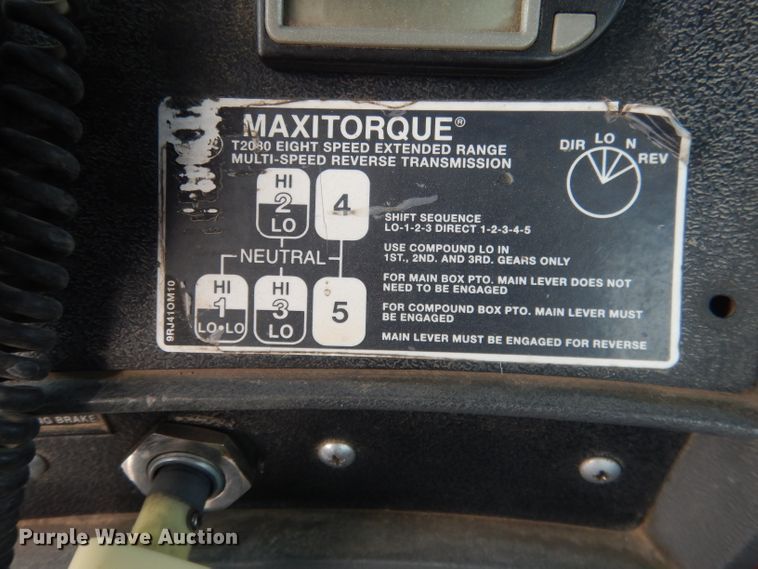 MAXITORQUE®
T2080 EIGHT SPEED EXTENDED RANGE
MULTI-SPEED REVERSE TRANSMISSION
DIR LO N REV
HI 2 LO
4
NEUTRAL
HI 1 LO•LO
HI 3 LO
5
SHIFT SEQUENCE
LO-1-2-3 DIRECT 1-2-3-4-5
USE COMPOUND LO IN
1ST., 2ND. AND 3RD. GEARS ONLY
FOR MAIN BOX PTO. MAIN LEVER DOES NOT
NEED TO BE ENGAGED
FOR COMPOUND BOX PTO. MAIN LEVER MUST
BE ENGAGED
MAIN LEVER MUST BE ENGAGED FOR REVERSE
9RJ41OM10
BRAKE
Purple Wave Auction